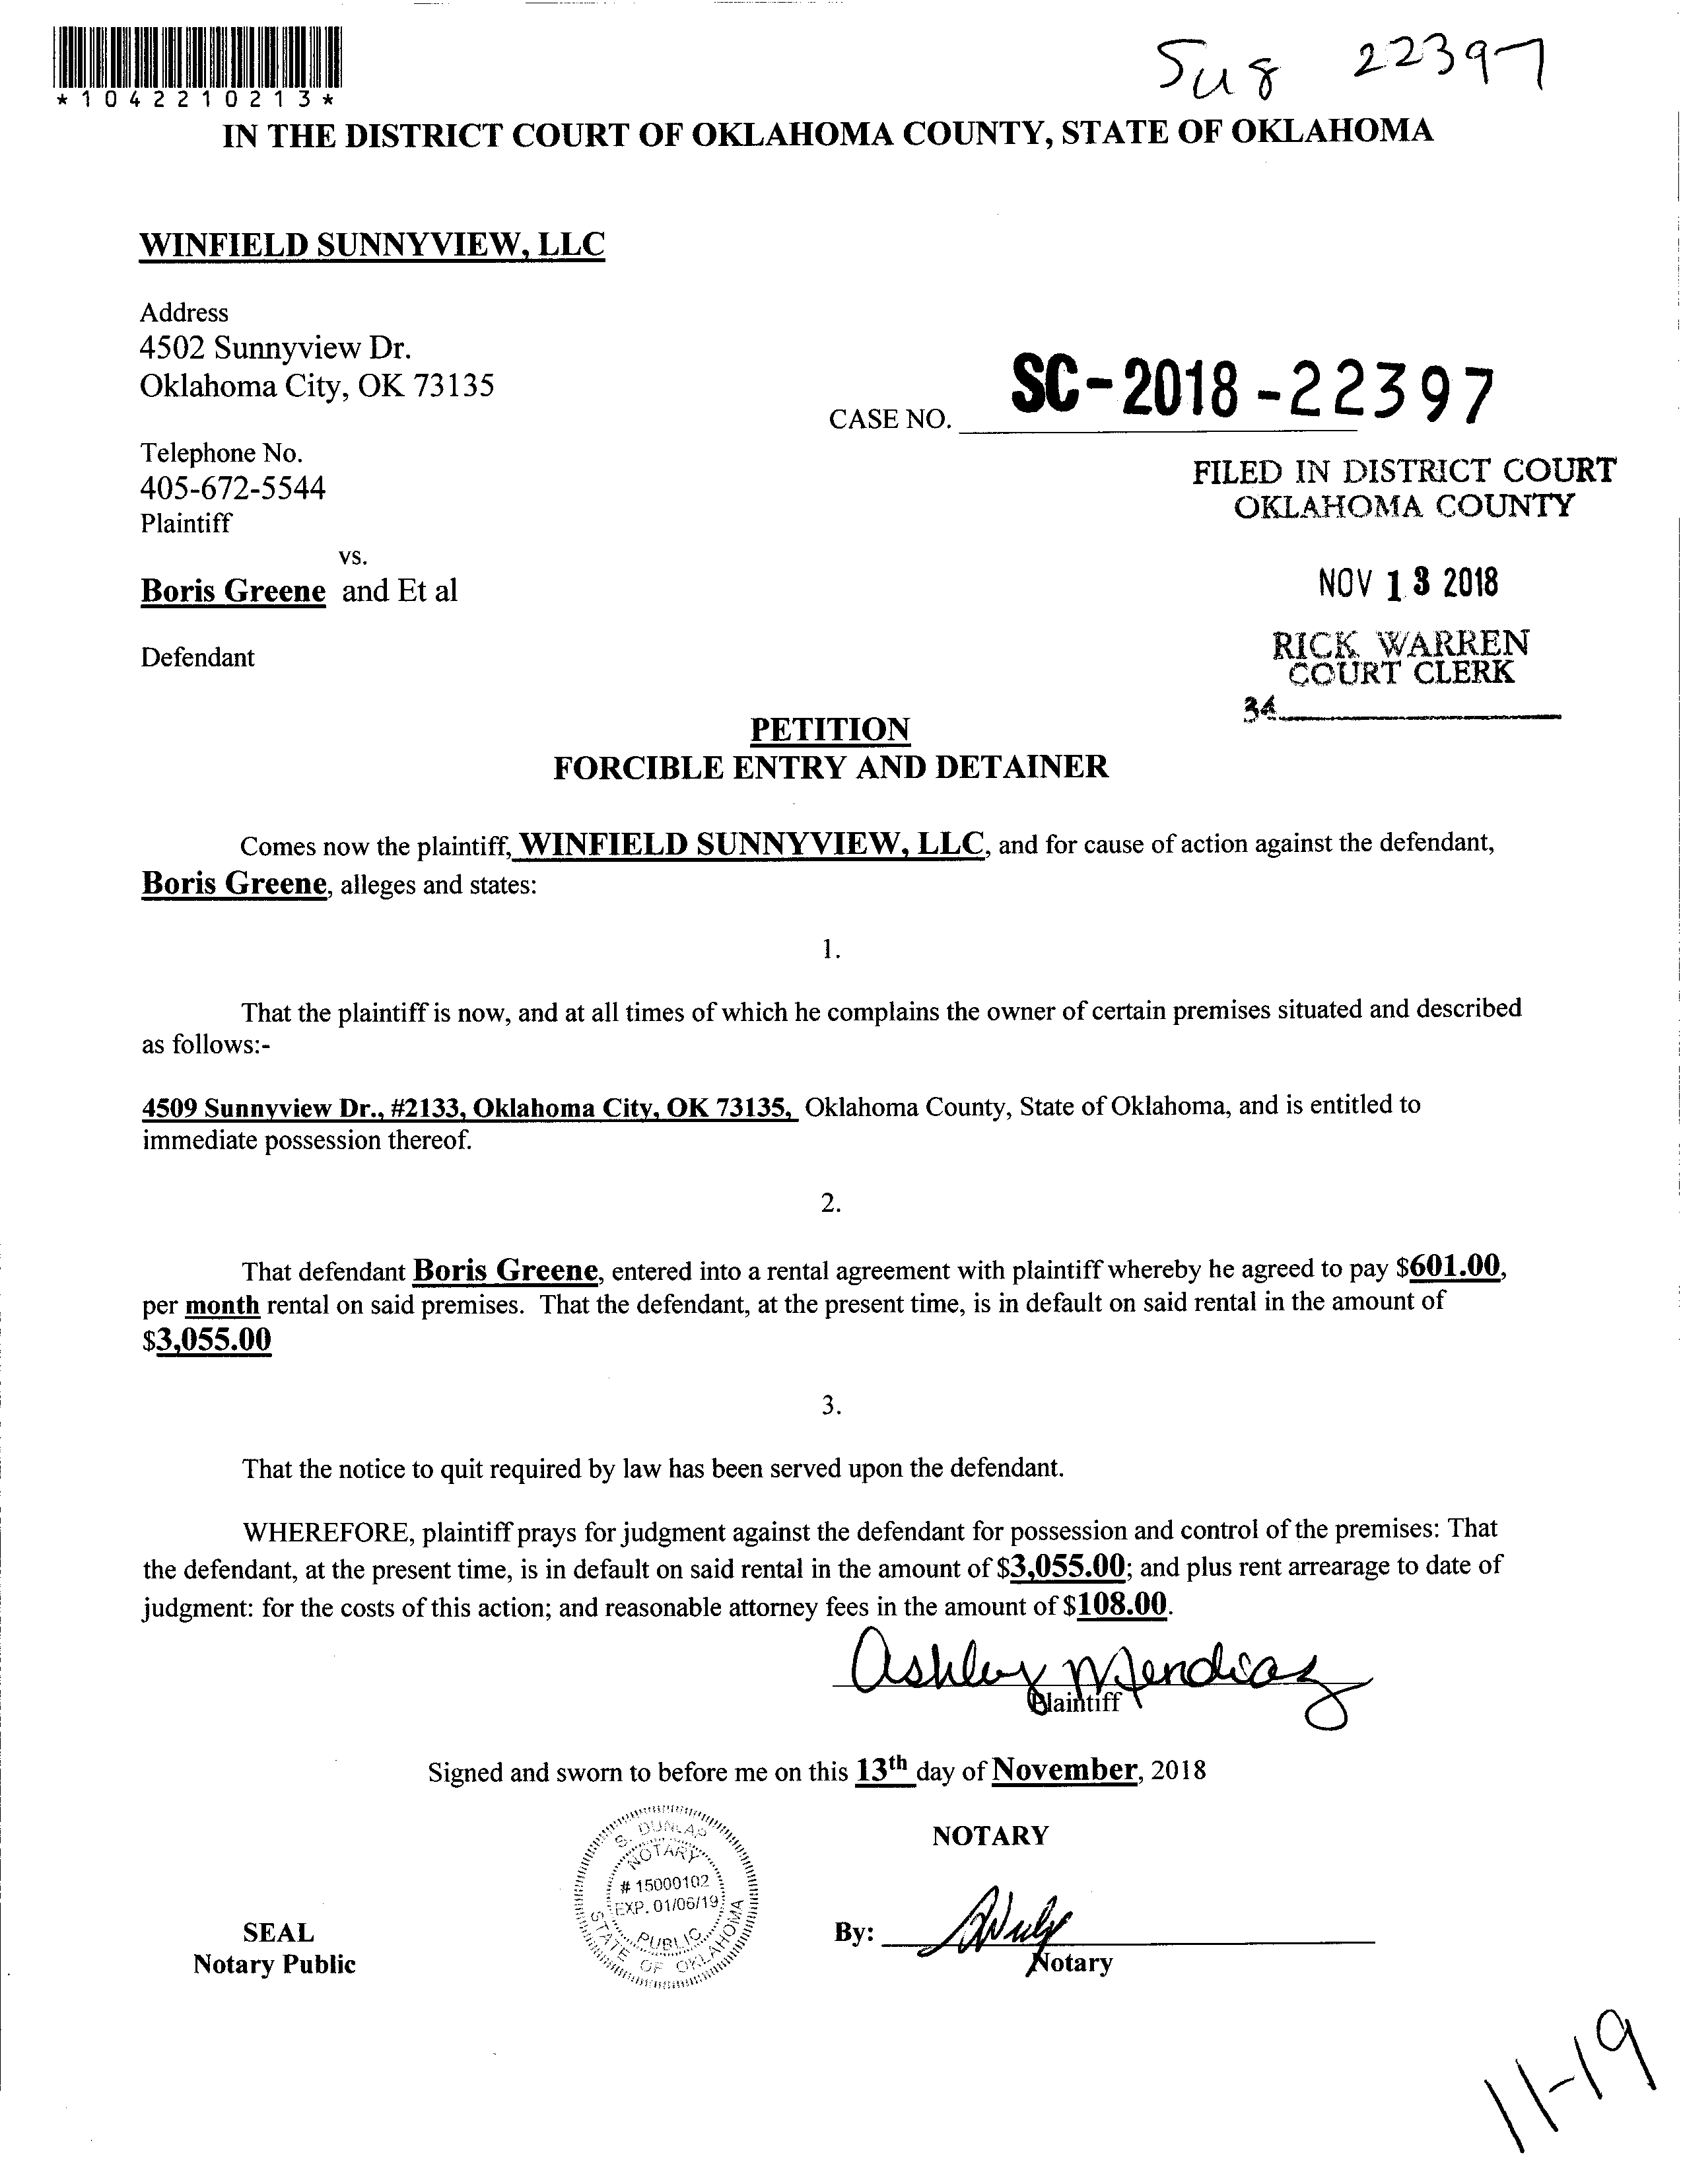 *1042210213*
22397
IN THE DISTRICT COURT OF OKLAHOMA COUNTY, STATE OF OKLAHOMA
WINFIELD SUNNYVIEW, LLC
Address
4502 Sunnyview Dr.
Oklahoma City, OK 73135
CASE NO. SC-2018-22397
Telephone No.
405-672-5544
Plaintiff
FILED IN DISTRICT COURT
OKLAHOMA COUNTY
vs.
Boris Greene and Et al
NOV 13 2018
Defendant
RICK WARREN
COURT CLERK
34
PETITION
FORCIBLE ENTRY AND DETAINER
Comes now the plaintiff, WINFIELD SUNNYVIEW, LLC, and for cause of action against the defendant,
Boris Greene, alleges and states:
1.
That the plaintiff is now, and at all times of which he complains the owner of certain premises situated and described
as follows:-
4509 Sunnyview Dr., #2133, Oklahoma City, OK 73135, Oklahoma County, State of Oklahoma, and is entitled to
immediate possession thereof.
2.
That defendant Boris Greene, entered into a rental agreement with plaintiff whereby he agreed to pay $601.00,
per month rental on said premises. That the defendant, at the present time, is in default on said rental in the amount of
$3,055.00
3.
That the notice to quit required by law has been served upon the defendant.
WHEREFORE, plaintiff prays for judgment against the defendant for possession and control of the premises: That
the defendant, at the present time, is in default on said rental in the amount of $3,055.00; and plus rent arrearage to date of
judgment: for the costs of this action; and reasonable attorney fees in the amount of $108.00.
Ashley Mendiaz
Plaintiff
Signed and sworn to before me on this 13th day of November, 2018
S. DUNLAP
NOTARY
# 15000102
EXP. 01/06/19
PUBLIC
STATE OF OKLAHOMA
NOTARY
SEAL
Notary Public
By:
Notary
11-19